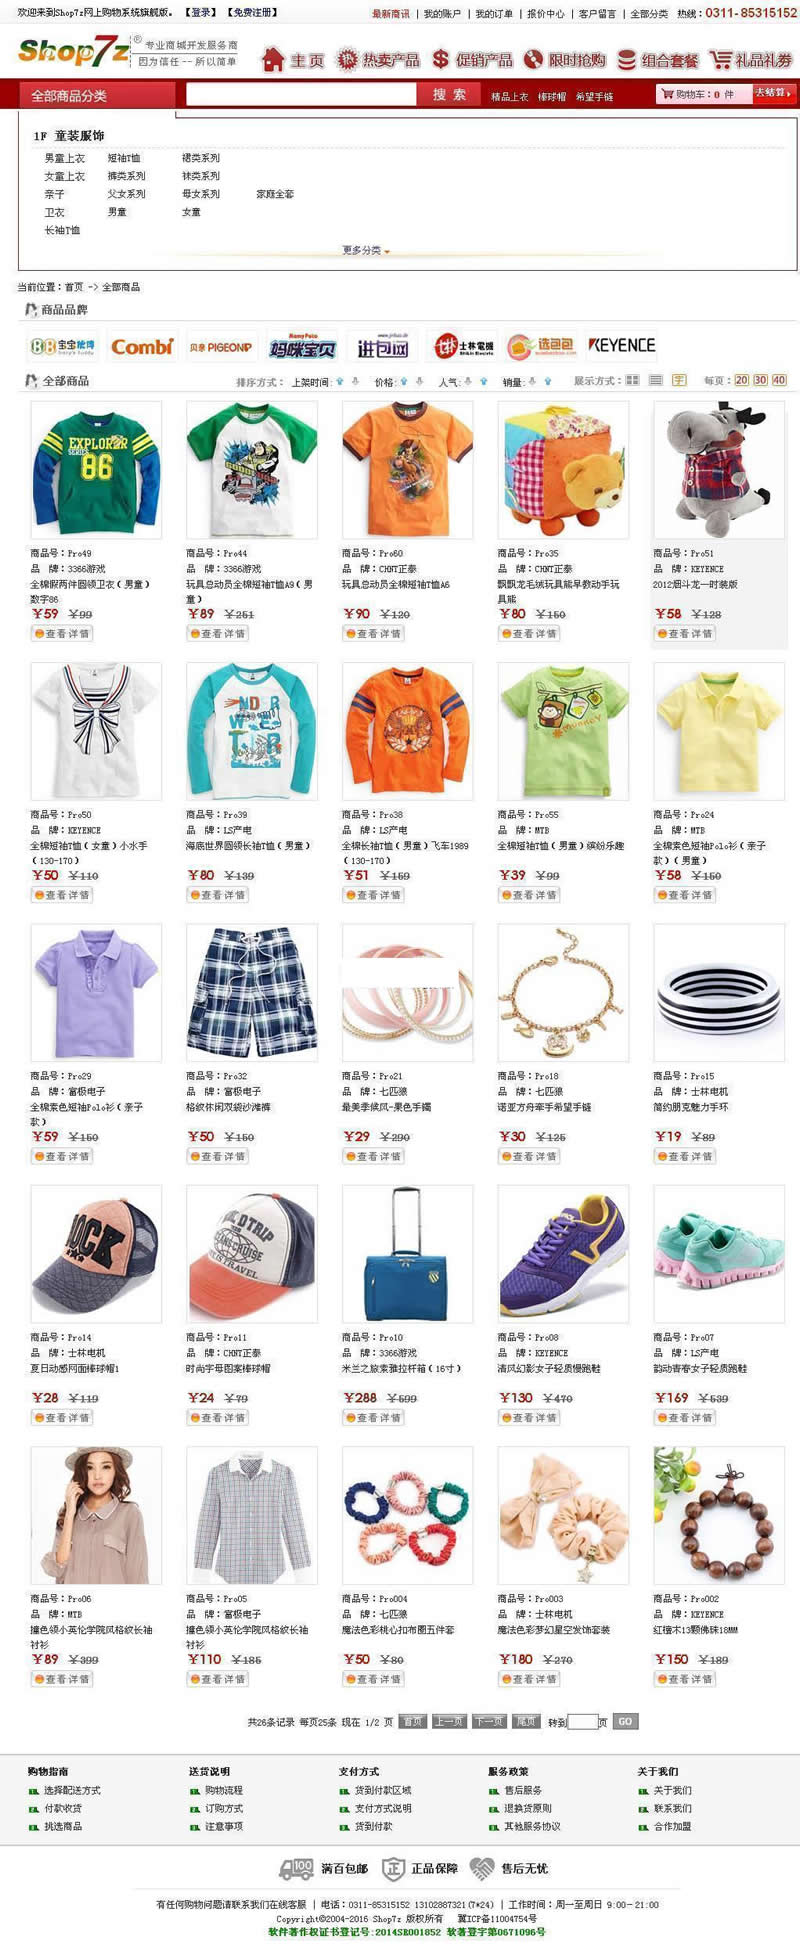 欢迎来到Shop7z网上购物系统旗舰版。 【登录】 【免费注册】
最新商讯 | 我的账户 | 我的订单 | 报价中心 | 客户留言 | 全部分类 热线：0311-85315152
Shop7z® 专业商城开发服务商
因为信任--所以简单
主页 热卖产品 促销产品 限时抢购 组合套餐 礼品礼券
全部商品分类 搜 索 精品上衣 棒球帽 希望手链 购物车：0 件 去结算
1F 童装服饰
男童上衣 短袖T恤 裙类系列
女童上衣 裤类系列 袜类系列
亲子 父女系列 母女系列 家庭全套
卫衣 男童 女童
长袖T恤
更多分类
当前位置：首页 -> 全部商品
商品品牌
Combi 贝亲 PIGEON 妈咪宝贝 进包网 士林電機 选包包 KEYENCE
全部商品 排序方式： 上架时间： 价格： 人气： 销量： 展示方式： 字 每页：20 30 40
EXPLORER
86
商品号：Pro49 商品号：Pro44 商品号：Pro60 商品号：Pro35 商品号：Pro51
品 牌：3366游戏 品 牌：3366游戏 品 牌：CHNT正泰 品 牌：CHNT正泰 品 牌：KEYENCE
全棉假两件圆领卫衣（男童） 玩具总动员全棉短袖T恤A9（男 玩具总动员全棉短袖T恤A6 飘飘龙毛绒玩具熊早教动手玩 2012烟斗龙—时装版
数字86 童） 具熊
¥59 ¥99 ¥89 ¥251 ¥90 ¥120 ¥80 ¥150 ¥58 ¥128
查看详情 查看详情 查看详情 查看详情 查看详情
商品号：Pro50 商品号：Pro39 商品号：Pro38 商品号：Pro55 商品号：Pro24
品 牌：KEYENCE 品 牌：LS产电 品 牌：LS产电 品 牌：MTB 品 牌：MTB
全棉短袖T恤（女童）小水手 海底世界圆领长袖T恤（男童） 全棉长袖T恤（男童）飞车1989 全棉短袖T恤（男童）缤纷乐趣 全棉素色短袖Polo衫（亲子
（130-170） （130-170） 款）（男童）
¥50 ¥110 ¥80 ¥139 ¥51 ¥159 ¥39 ¥99 ¥58 ¥150
查看详情 查看详情 查看详情 查看详情 查看详情
商品号：Pro29 商品号：Pro32 商品号：Pro21 商品号：Pro18 商品号：Pro15
品 牌：富极电子 品 牌：富极电子 品 牌：七匹狼 品 牌：七匹狼 品 牌：士林电机
全棉素色短袖Polo衫（亲子 格纹休闲双袋沙滩裤 最美季候风-果色手镯 诺亚方舟牵手希望手链 简约朋克魅力手环
款）
¥59 ¥150 ¥50 ¥150 ¥29 ¥290 ¥30 ¥125 ¥19 ¥89
查看详情 查看详情 查看详情 查看详情 查看详情
商品号：Pro14 商品号：Pro11 商品号：Pro10 商品号：Pro08 商品号：Pro07
品 牌：士林电机 品 牌：CHNT正泰 品 牌：3366游戏 品 牌：KEYENCE 品 牌：LS产电
夏日动感网面棒球帽1 时尚字母图案棒球帽 米兰之旅索雅拉杆箱（16寸） 清风幻影女子轻质慢跑鞋 韵动青春女子轻质跑鞋
¥28 ¥119 ¥24 ¥79 ¥288 ¥599 ¥130 ¥470 ¥169 ¥539
查看详情 查看详情 查看详情 查看详情 查看详情
商品号：Pro06 商品号：Pro05 商品号：Pro004 商品号：Pro003 商品号：Pro002
品 牌：MTB 品 牌：富极电子 品 牌：七匹狼 品 牌：士林电机 品 牌：KEYENCE
撞色领小英伦学院风格纹长袖 撞色领小英伦学院风格纹长袖 魔法色彩桃心扣布圈五件套 魔法色彩梦幻星空发饰套装 红檀木13颗佛珠18MM
衬衫 衬衫
¥89 ¥399 ¥110 ¥185 ¥50 ¥80 ¥180 ¥270 ¥150 ¥189
查看详情 查看详情 查看详情 查看详情 查看详情
共26条记录 每页25条 现在 1/2 页 首页 上一页 下一页 尾页 转到 页 GO
购物指南 送货说明 支付方式 服务政策 关于我们
选择配送方式 购物流程 货到付款区域 售后服务 关于我们
付款收货 订购方式 支付方式说明 退换货原则 联系我们
挑选商品 注意事项 货到付款 其他服务协议 合作加盟
100 满百包邮 正 正品保障 售后无忧
有任何购物问题请联系我们在线客服 | 电话：0311-85315152 13102887321(7*24) | 工作时间：周一至周日 9:00－21:00
Copyright©2004-2016 Shop7z 版权所有 冀ICP备11004754号
软件著作权证书登记号:2014SR001852 软著登字第0671096号